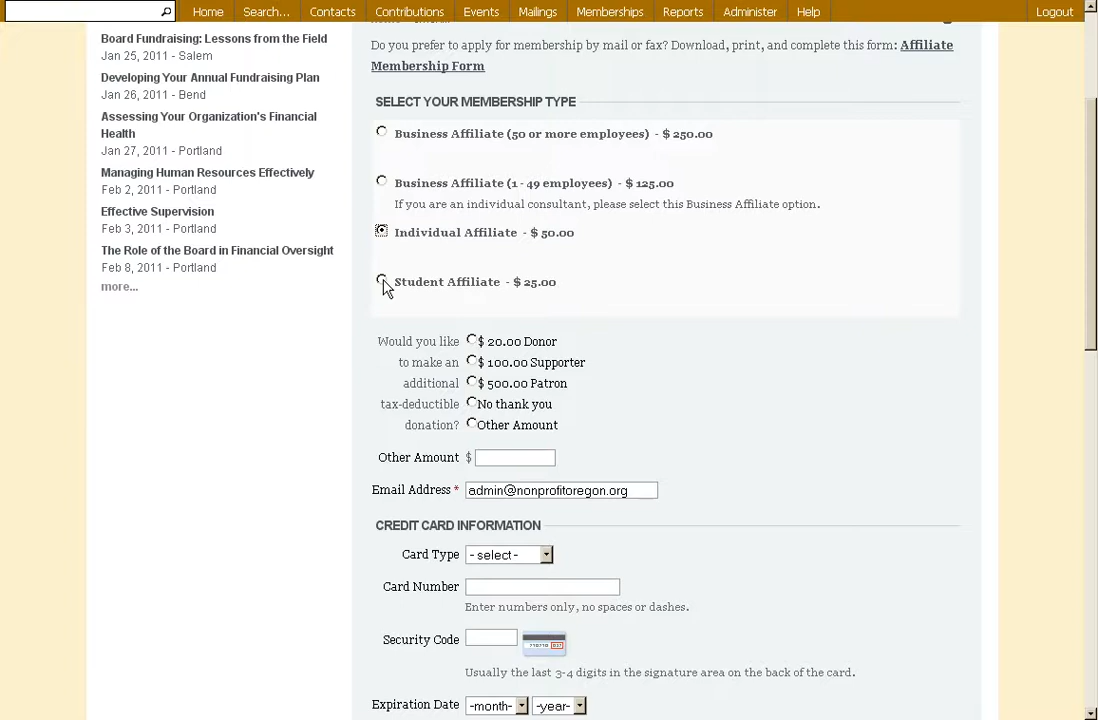 Home Search... Contacts Contributions Events Mailings Memberships Reports Administer Help Logout
Board Fundraising: Lessons from the Field
Jan 25, 2011 - Salem
Developing Your Annual Fundraising Plan
Jan 26, 2011 - Bend
Assessing Your Organization's Financial
Health
Jan 27, 2011 - Portland
Managing Human Resources Effectively
Feb 2, 2011 - Portland
Effective Supervision
Feb 3, 2011 - Portland
The Role of the Board in Financial Oversight
Feb 8, 2011 - Portland
more...
Do you prefer to apply for membership by mail or fax? Download, print, and complete this form: Affiliate
Membership Form
SELECT YOUR MEMBERSHIP TYPE
Business Affiliate (50 or more employees) - $ 250.00
Business Affiliate (1 - 49 employees) - $ 125.00
If you are an individual consultant, please select this Business Affiliate option.
Individual Affiliate - $ 50.00
Student Affiliate - $ 25.00
Would you like $ 20.00 Donor
to make an $ 100.00 Supporter
additional $ 500.00 Patron
tax-deductible No thank you
donation? Other Amount
Other Amount $
Email Address * admin@nonprofitoregon.org
CREDIT CARD INFORMATION
Card Type - select -
Card Number
Enter numbers only, no spaces or dashes.
Security Code
Usually the last 3-4 digits in the signature area on the back of the card.
Expiration Date -month- -year-